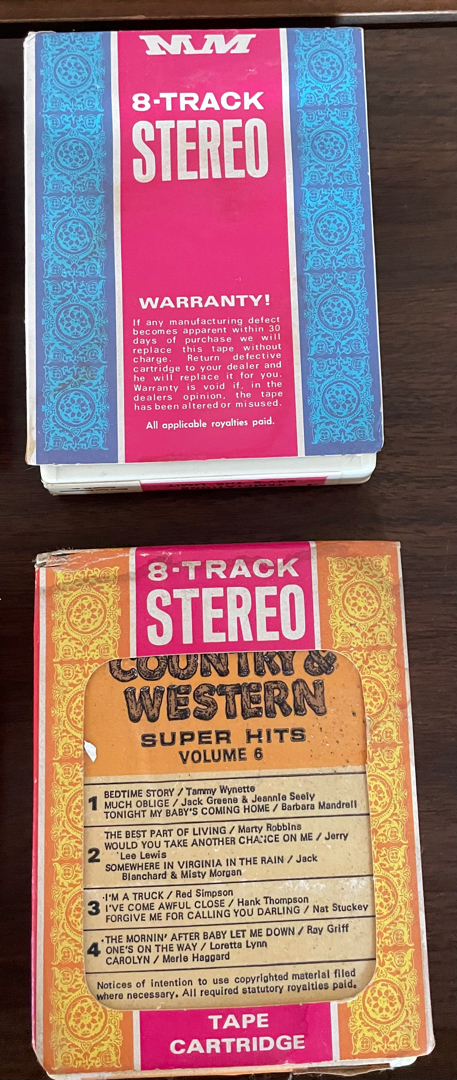 MM
8-TRACK
STEREO
WARRANTY!
If any manufacturing defect
becomes apparent within 30
days of purchase we will
replace this tape without
charge. Return defective
cartridge to your dealer and
he will replace it for you.
Warranty is void if, in the
dealers opinion, the tape
has been altered or misused.
All applicable royalties paid.
8-TRACK
STEREO
COUNTRY &
WESTERN
SUPER HITS
VOLUME 6
1 BEDTIME STORY / Tammy Wynette
MUCH OBLIGE / Jack Greene & Jeannie Seely
TONIGHT MY BABY'S COMING HOME / Barbara Mandrell
2 THE BEST PART OF LIVING / Marty Robbins
WOULD YOU TAKE ANOTHER CHANCE ON ME / Jerry
Lee Lewis
SOMEWHERE IN VIRGINIA IN THE RAIN / Jack
Blanchard & Misty Morgan
3 I'M A TRUCK / Red Simpson
I'VE COME AWFUL CLOSE / Hank Thompson
FORGIVE ME FOR CALLING YOU DARLING / Nat Stuckey
4 THE MORNIN' AFTER BABY LET ME DOWN / Ray Griff
ONE'S ON THE WAY / Loretta Lynn
CAROLYN / Merle Haggard
Notices of intention to use copyrighted material filed
where necessary. All required statutory royalties paid.
TAPE
CARTRIDGE